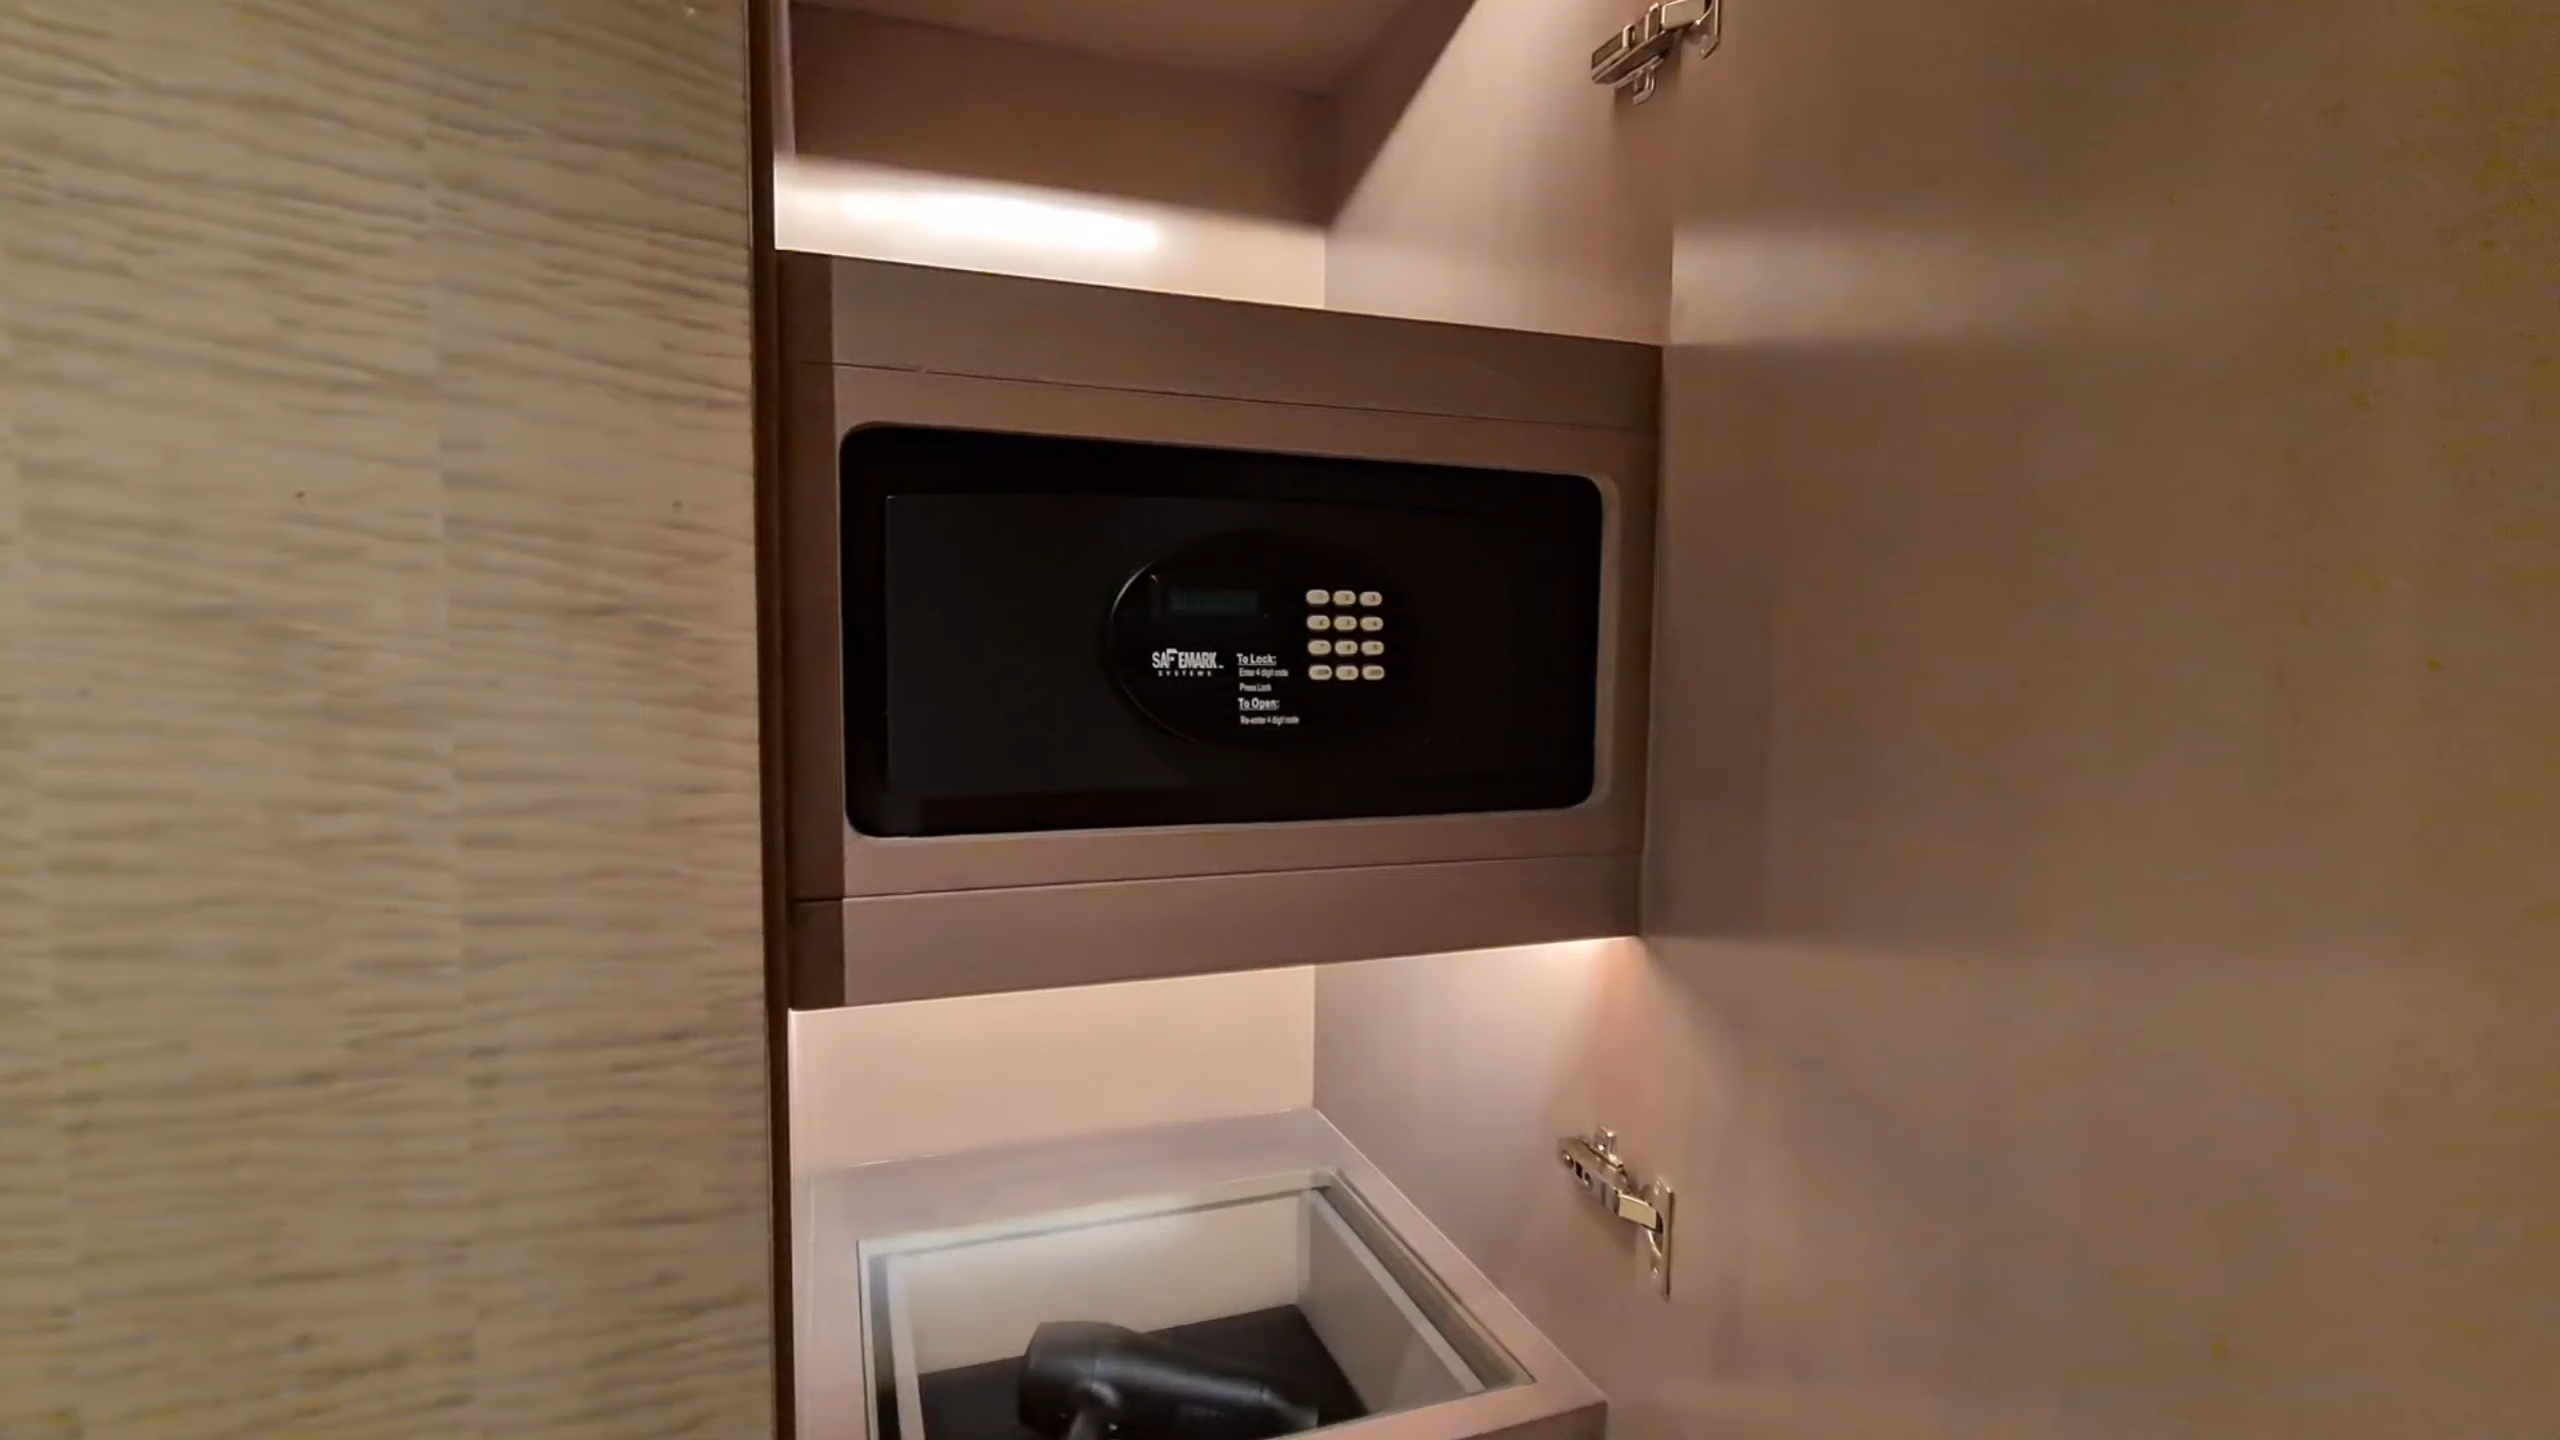 SAFEMARK
SYSTEMS
To Lock:
Enter 4 digit code
Press Lock
To Open:
Re-enter 4 digit code